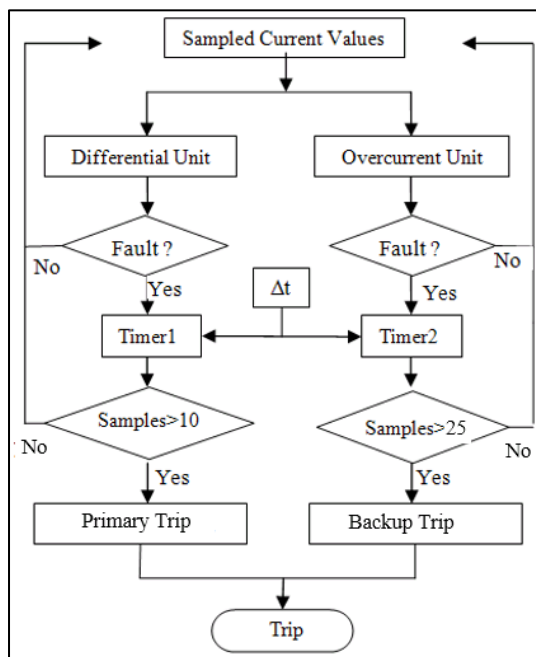 Sampled Current Values
Differential Unit
Overcurrent Unit
Fault ?
Fault ?
No
No
Yes
Δt
Yes
Timer1
Timer2
Samples>10
Samples>25
No
No
Yes
Yes
Primary Trip
Backup Trip
Trip